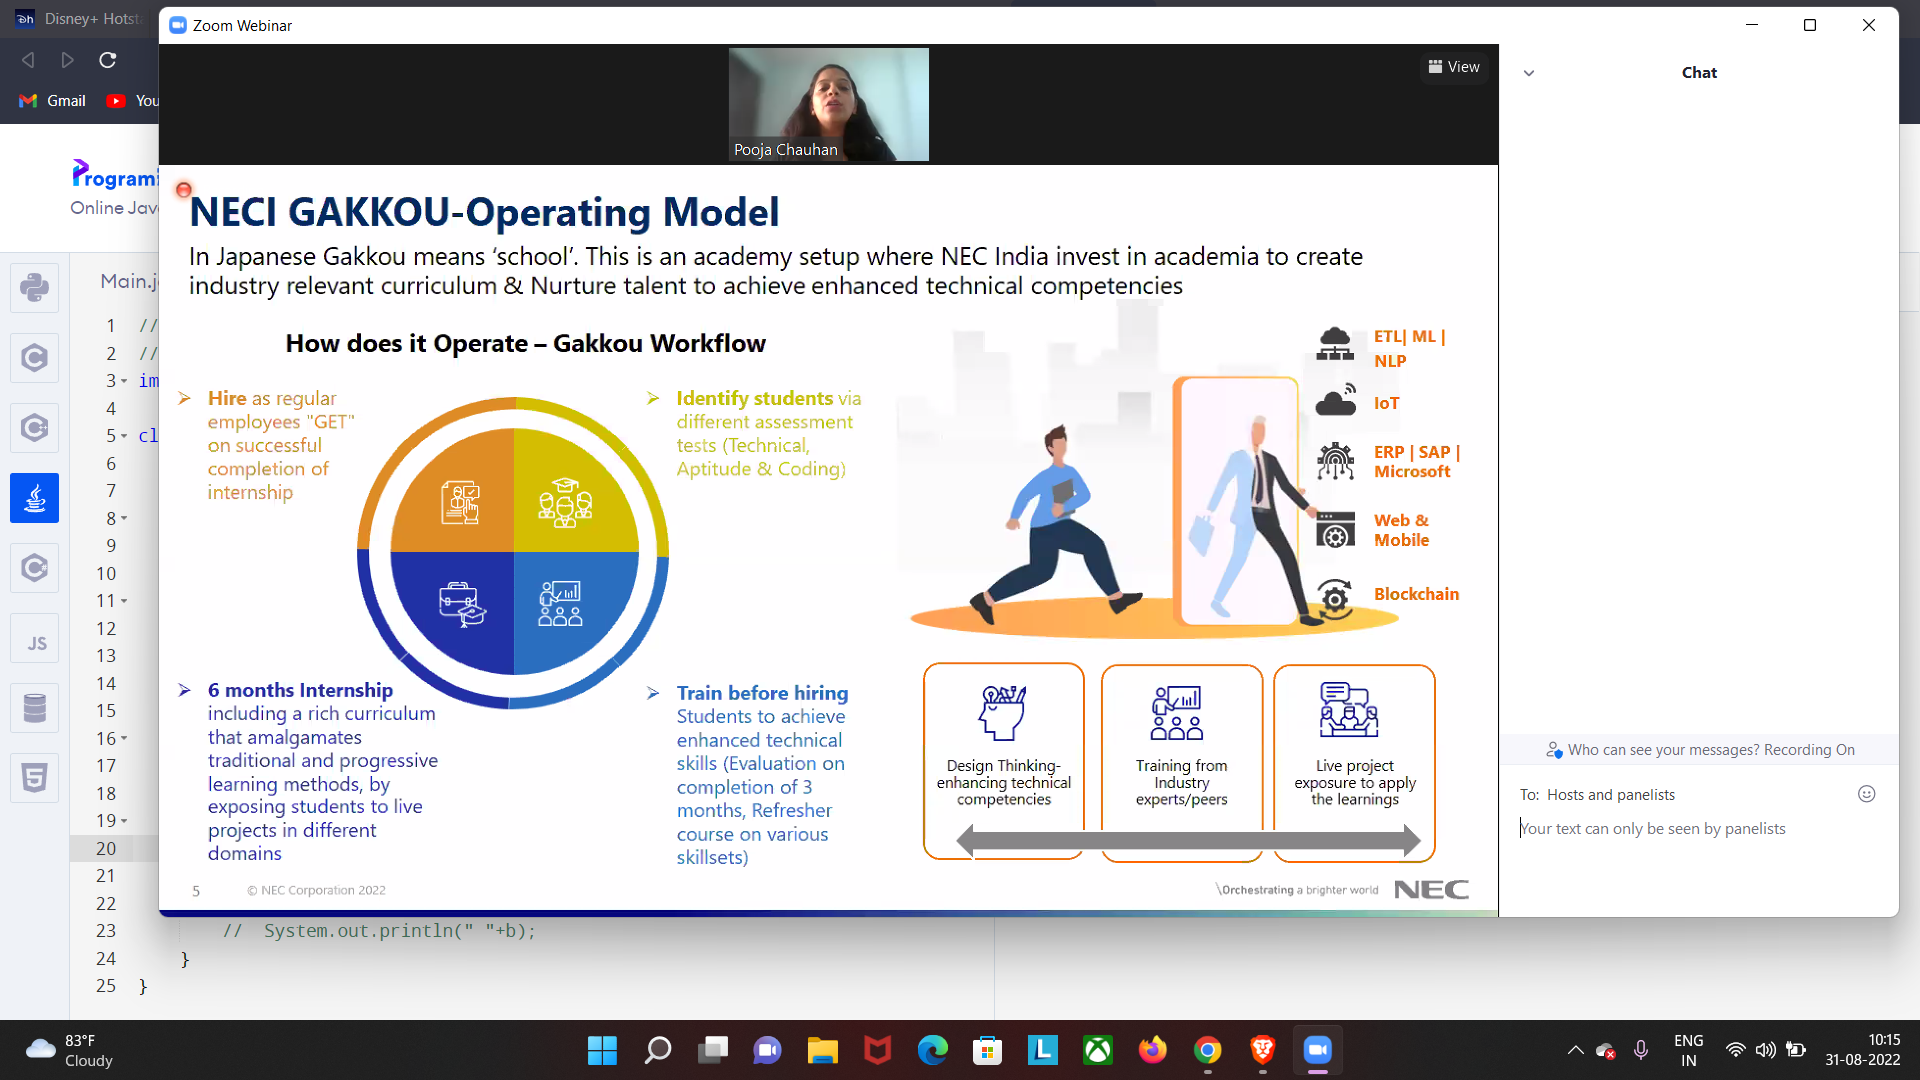 Disney+ Hotsta
Zoom Webinar
Gmail
You
View
Chat
Pooja Chauhan
Programi
Online Jav
Main.j
NECI GAKKOU-Operating Model
In Japanese Gakkou means ‘school’. This is an academy setup where NEC India invest in academia to create
industry relevant curriculum & Nurture talent to achieve enhanced technical competencies
How does it Operate – Gakkou Workflow
➢ Hire as regular
employees "GET"
on successful
completion of
internship
➢ Identify students via
different assessment
tests (Technical,
Aptitude & Coding)
➢ 6 months Internship
including a rich curriculum
that amalgamates
traditional and progressive
learning methods, by
exposing students to live
projects in different
domains
➢ Train before hiring
Students to achieve
enhanced technical
skills (Evaluation on
completion of 3
months, Refresher
course on various
skillsets)
ETL| ML |
NLP
IoT
ERP | SAP |
Microsoft
Web &
Mobile
Blockchain
Design Thinking-
enhancing technical
competencies
Training from
Industry
experts/peers
Live project
exposure to apply
the learnings
5
© NEC Corporation 2022
\Orchestrating a brighter world
NEC
Who can see your messages? Recording On
To: Hosts and panelists
Your text can only be seen by panelists
1 //
2 //
3 im
4
5 cl
6
7
8
9
10
11
12
13
14
15
16
17
18
19
20
21
22
23 // System.out.println(" "+b);
24 }
25 }
JS
83°F
Cloudy
ENG
IN
10:15
31-08-2022